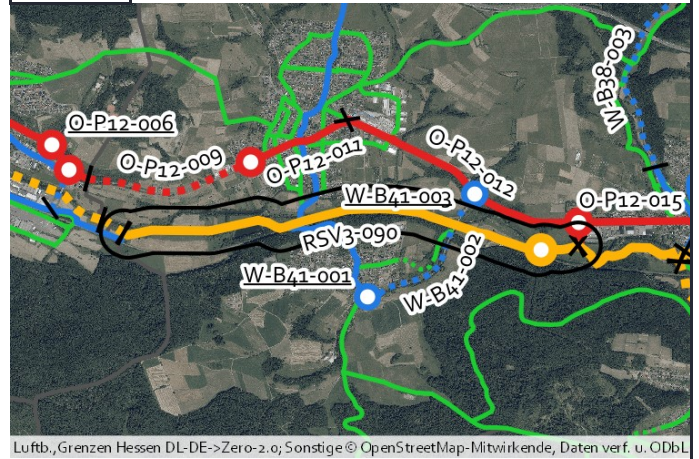 W-B38-003
O-P12-006
O-P12-009
O-P12-011
O-P12-012
W-B41-003
O-P12-015
RSV3-090
W-B41-002
W-B41-001
Luftb.,Grenzen Hessen DL-DE->Zero-2.0; Sonstige © OpenStreetMap-Mitwirkende, Daten verf. u. ODbL